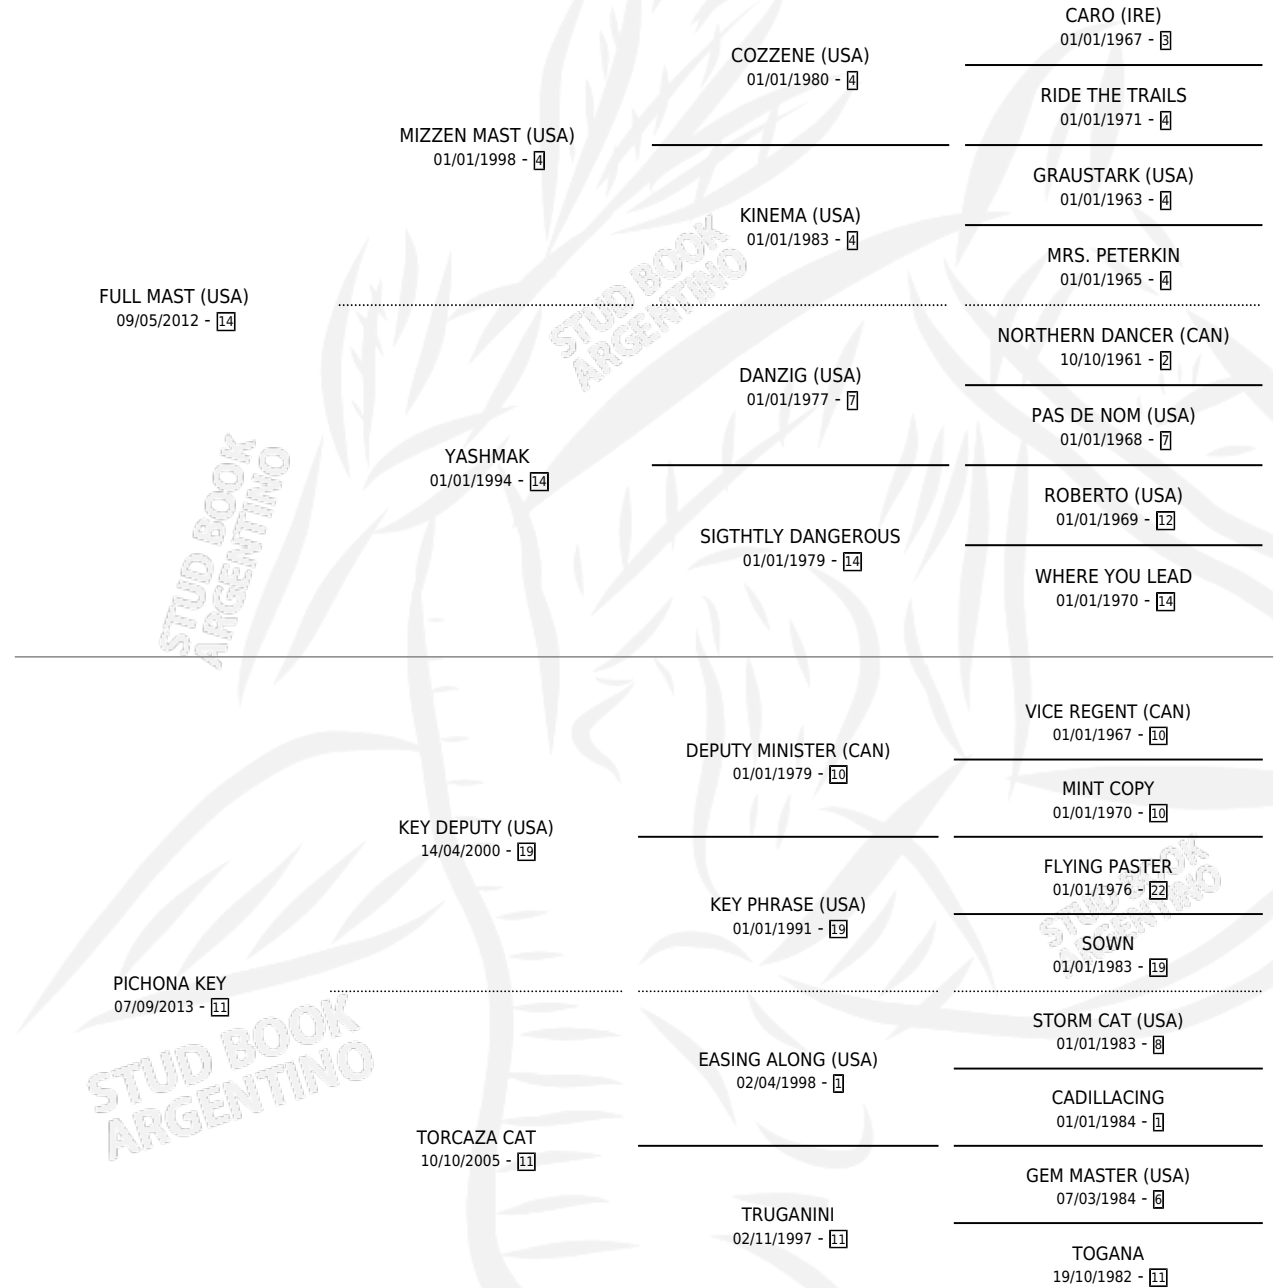 CARO (IRE)
01/01/1967 - 3
COZZENE (USA)
01/01/1980 - 4
RIDE THE TRAILS
01/01/1971 - 4
MIZZEN MAST (USA)
01/01/1998 - 4
GRAUSTARK (USA)
01/01/1963 - 4
KINEMA (USA)
01/01/1983 - 4
MRS. PETERKIN
01/01/1965 - 4
FULL MAST (USA)
09/05/2012 - 14
NORTHERN DANCER (CAN)
10/10/1961 - 2
DANZIG (USA)
01/01/1977 - 7
PAS DE NOM (USA)
01/01/1968 - 7
YASHMAK
01/01/1994 - 14
ROBERTO (USA)
01/01/1969 - 12
SIGTHTLY DANGEROUS
01/01/1979 - 14
WHERE YOU LEAD
01/01/1970 - 14
STUD BOOK
ARGENTINO
STUD BOOK
ARGENTINO
VICE REGENT (CAN)
01/01/1967 - 10
DEPUTY MINISTER (CAN)
01/01/1979 - 10
MINT COPY
01/01/1970 - 10
KEY DEPUTY (USA)
14/04/2000 - 19
FLYING PASTER
01/01/1976 - 22
KEY PHRASE (USA)
01/01/1991 - 19
SOWN
01/01/1983 - 19
STUD BOOK
ARGENTINO
PICHONA KEY
07/09/2013 - 11
STORM CAT (USA)
01/01/1983 - 8
EASING ALONG (USA)
02/04/1998 - 1
CADILLACING
01/01/1984 - 1
TORCAZA CAT
10/10/2005 - 11
GEM MASTER (USA)
07/03/1984 - 6
TRUGANINI
02/11/1997 - 11
TOGANA
19/10/1982 - 11
STUD BOOK
ARGENTINO